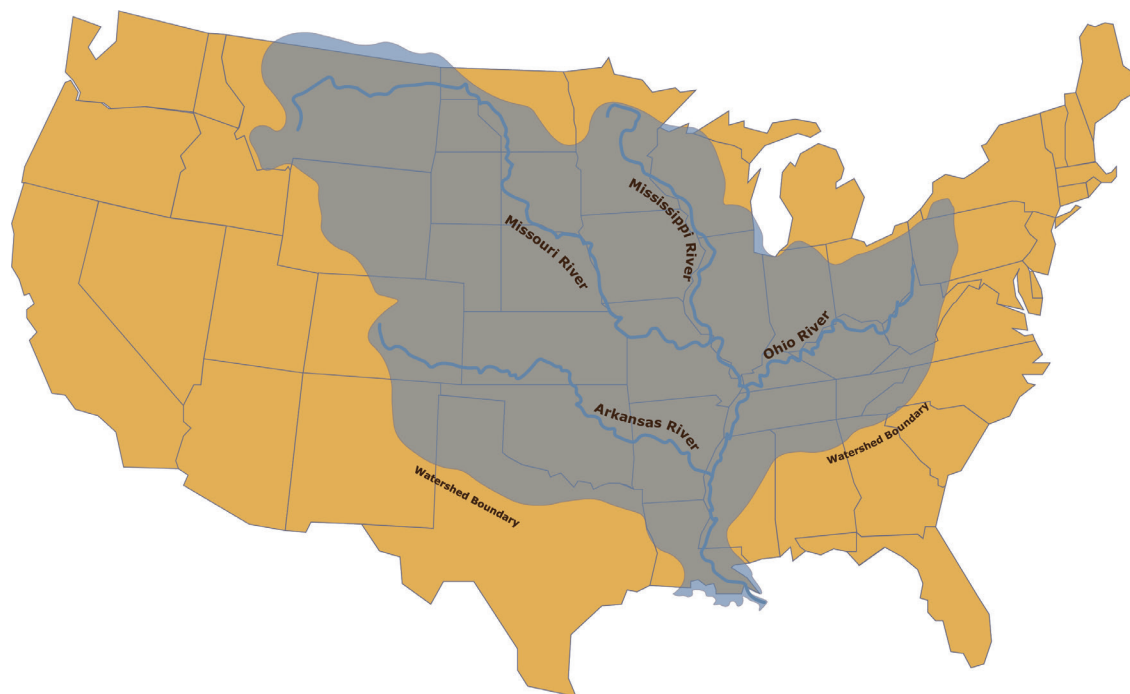 Mississippi River
Missouri River
Ohio River
Arkansas River
Watershed Boundary
Watershed Boundary